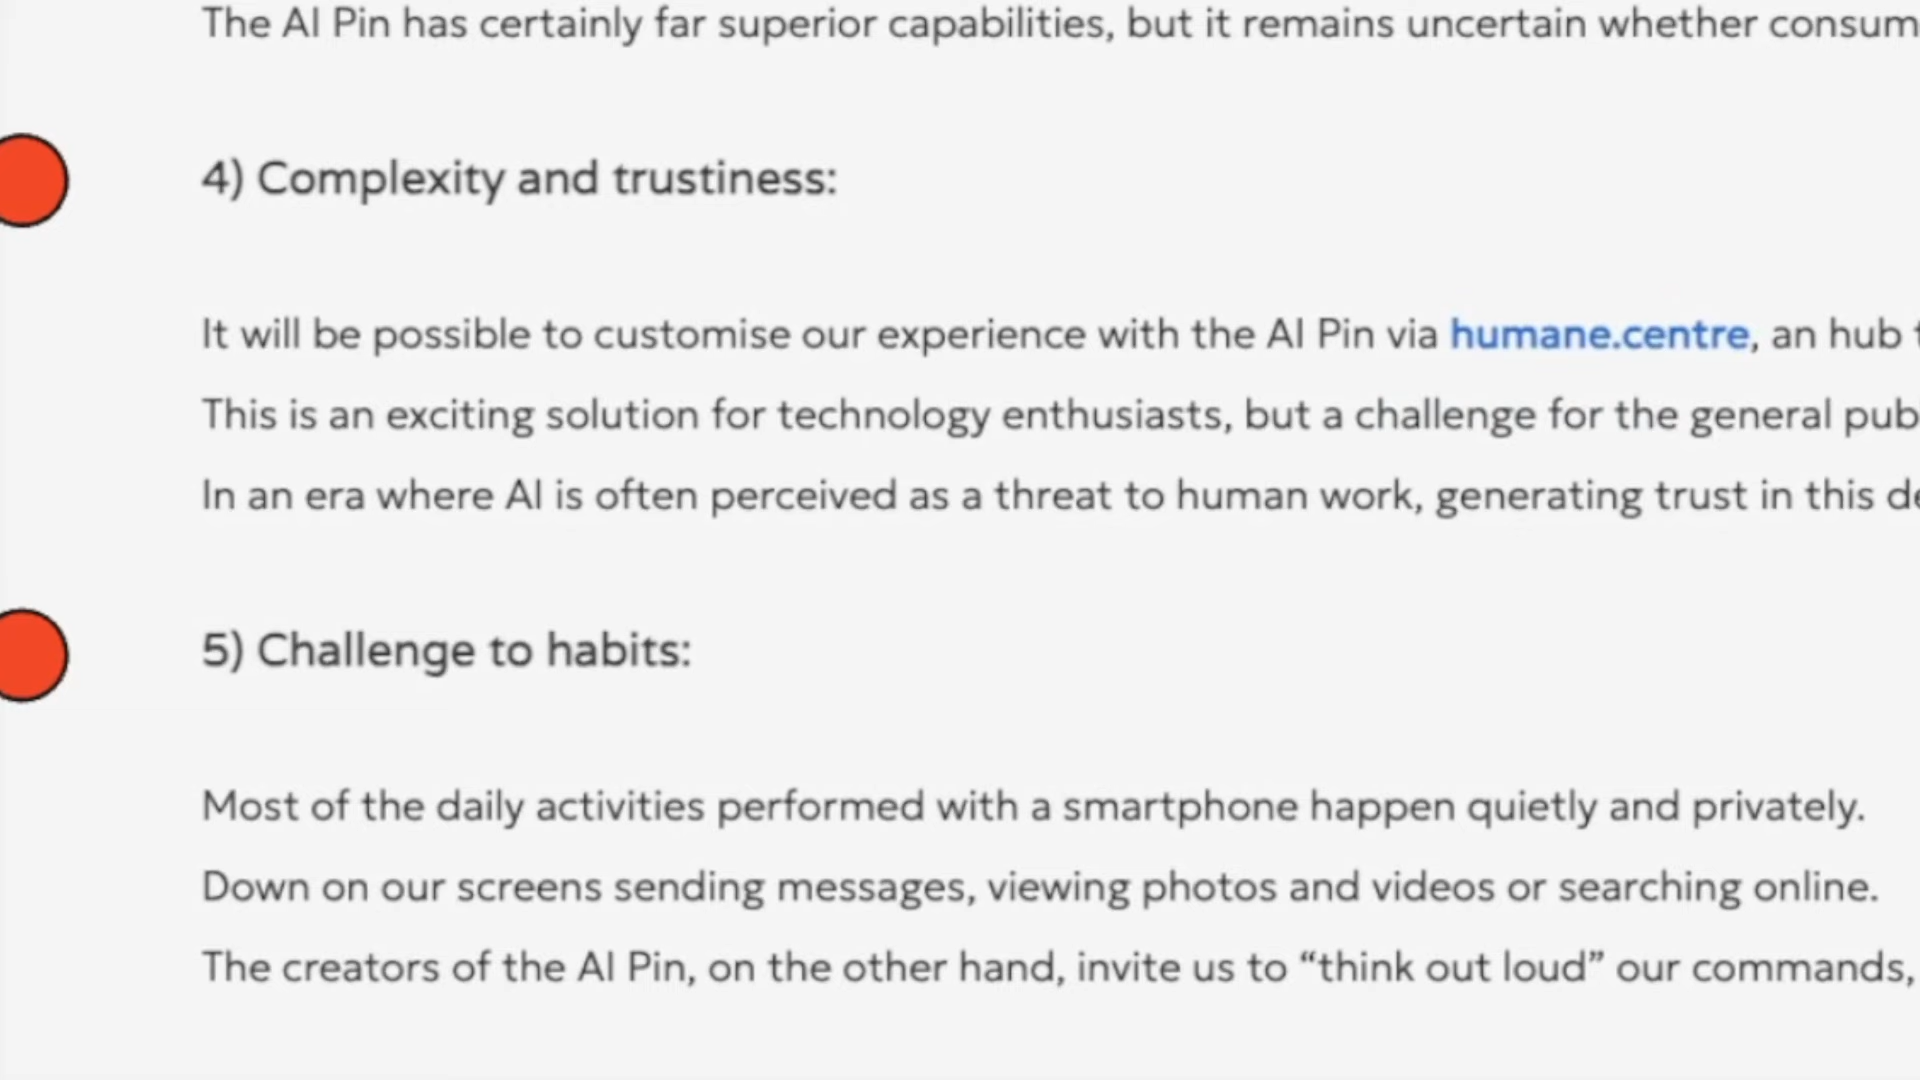 The AI Pin has certainly far superior capabilities, but it remains uncertain whether
4) Complexity and trustiness:
It will be possible to customise our experience with the AI Pin via humane.centre, an hub
This is an exciting solution for technology enthusiasts, but a challenge for the general
In an era where AI is often perceived as a threat to human work, generating trust in this
5) Challenge to habits:
Most of the daily activities performed with a smartphone happen quietly and privately.
Down on our screens sending messages, viewing photos and videos or searching online.
The creators of the AI Pin, on the other hand, invite us to “think out loud” our commands,